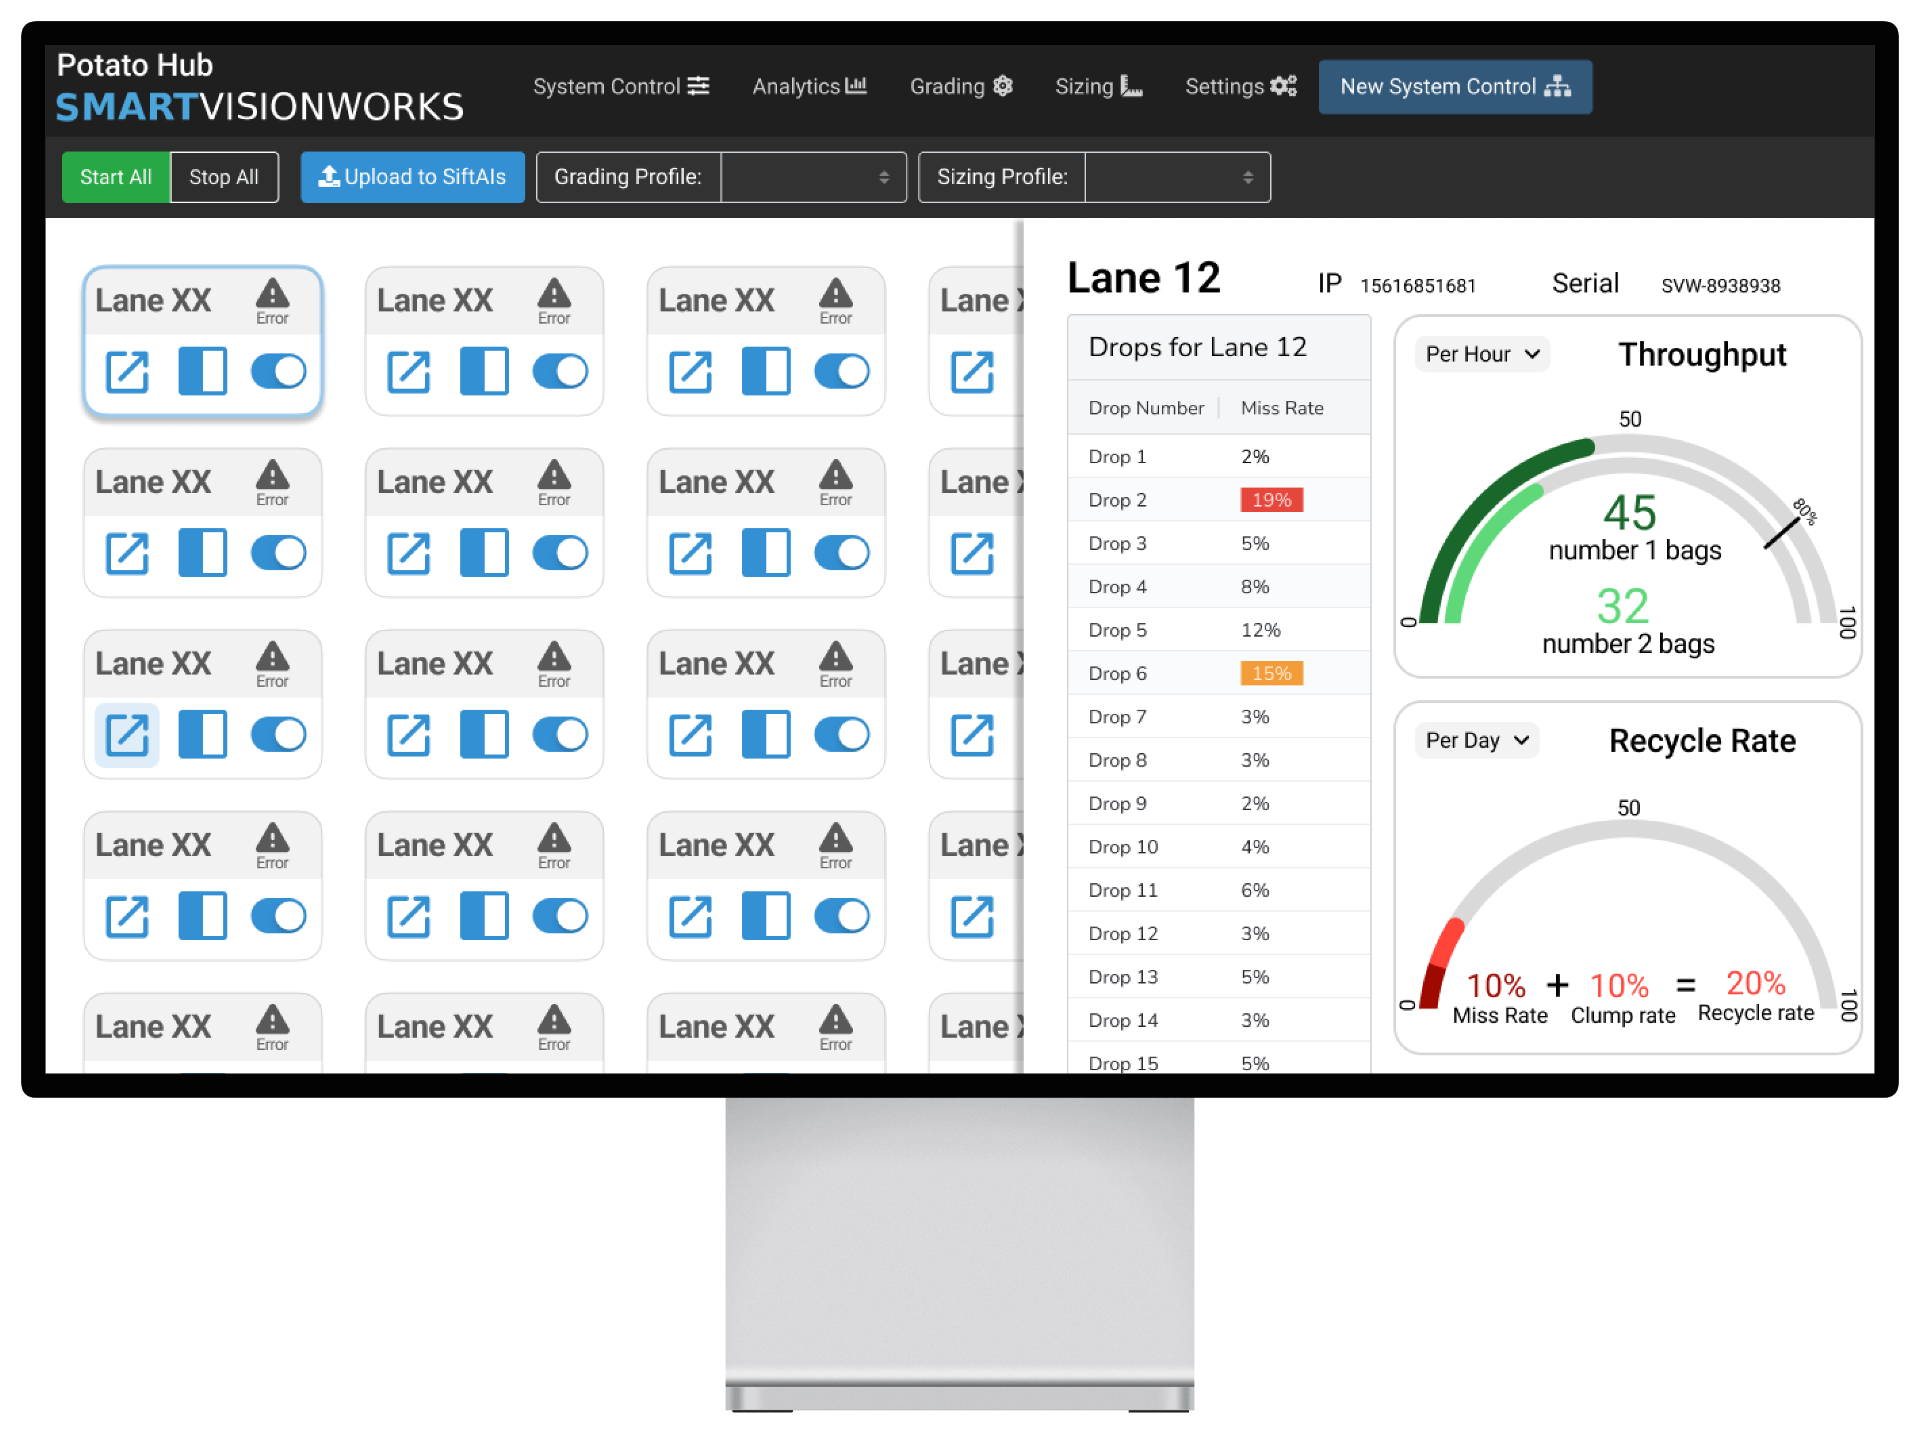 Potato Hub
SMARTVISIONWORKS
System Control
Analytics
Grading
Sizing
Settings
New System Control
Start All
Stop All
Upload to SiftAIs
Grading Profile:
Sizing Profile:
Lane XX
Error
Lane XX
Error
Lane XX
Error
Lane
Lane XX
Error
Lane XX
Error
Lane XX
Error
Lane
Lane XX
Error
Lane XX
Error
Lane XX
Error
Lane
Lane XX
Error
Lane XX
Error
Lane XX
Error
Lane
Lane XX
Error
Lane XX
Error
Lane XX
Error
Lane
Lane 12
IP 15616851681
Serial SVW-8938938
Drops for Lane 12
Drop Number Miss Rate
Drop 1 2%
Drop 2 19%
Drop 3 5%
Drop 4 8%
Drop 5 12%
Drop 6 15%
Drop 7 3%
Drop 8 3%
Drop 9 2%
Drop 10 4%
Drop 11 6%
Drop 12 3%
Drop 13 5%
Drop 14 3%
Drop 15 5%
Per Hour
Throughput
50
80%
45
number 1 bags
32
number 2 bags
0
100
Per Day
Recycle Rate
50
10% + 10% = 20%
Miss Rate Clump rate Recycle rate
0
100